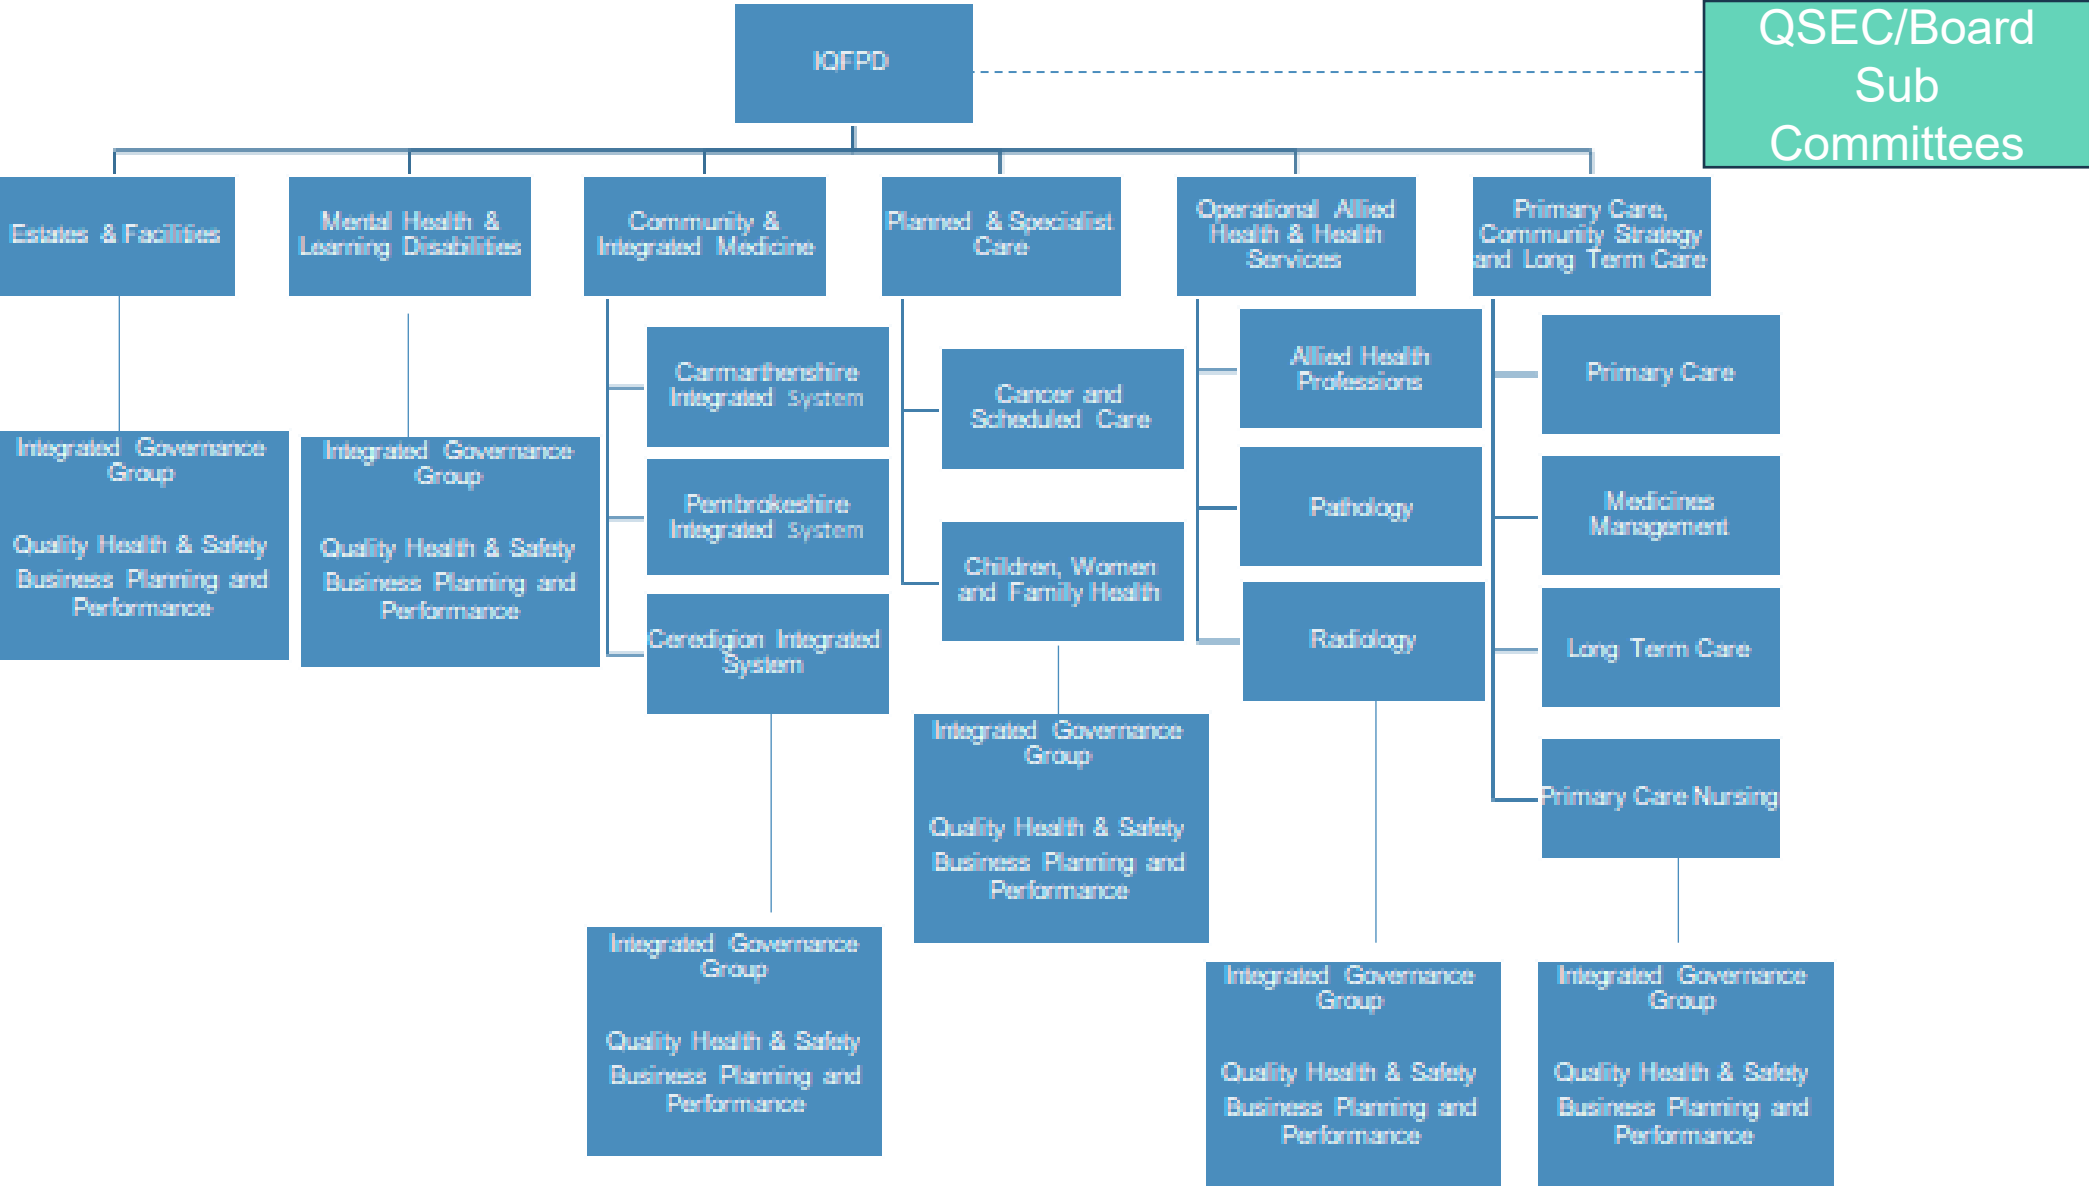 IQFPD
QSEC/Board
Sub
Committees
Estates & Facilities
Mental Health &
Learning Disabilities
Community &
Integrated Medicine
Planned & Specialist
Care
Operational Allied
Health & Health
Services
Primary Care,
Community Strategy
and Long Term Care
Integrated Governance
Group
Quality Health & Safety
Business Planning and
Performance
Integrated Governance
Group
Quality Health & Safety
Business Planning and
Performance
Carmarthenshire
Integrated System
Pembrokeshire
Integrated System
Ceredigion Integrated
System
Integrated Governance
Group
Quality Health & Safety
Business Planning and
Performance
Cancer and
Scheduled Care
Children, Women
and Family Health
Integrated Governance
Group
Quality Health & Safety
Business Planning and
Performance
Allied Health
Professions
Pathology
Radiology
Integrated Governance
Group
Quality Health & Safety
Business Planning and
Performance
Primary Care
Medicines
Management
Long Term Care
Primary Care Nursing
Integrated Governance
Group
Quality Health & Safety
Business Planning and
Performance